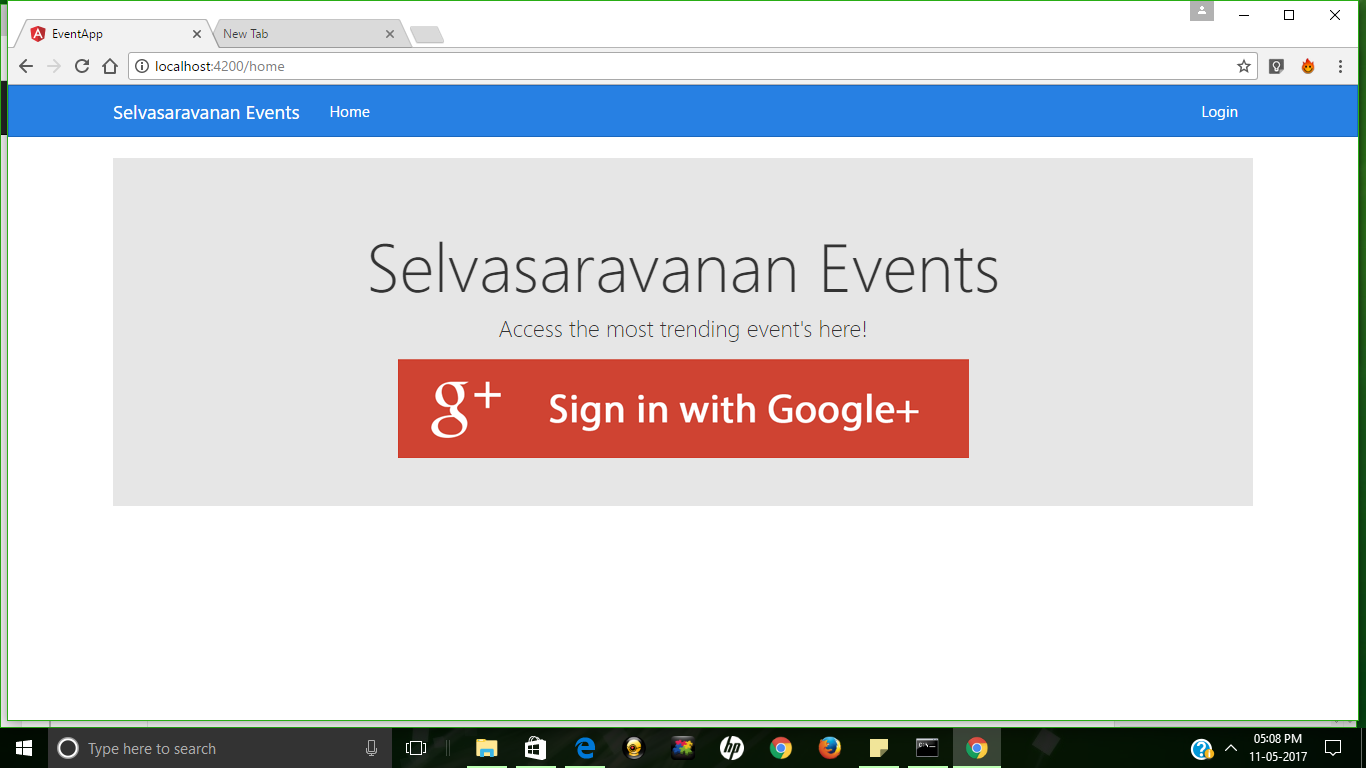 EventApp
New Tab
localhost:4200/home
Selvasaravanan Events
Home
Login
Selvasaravanan Events
Access the most trending event's here!
g+ Sign in with Google+
Type here to search
hp
05:08 PM
11-05-2017